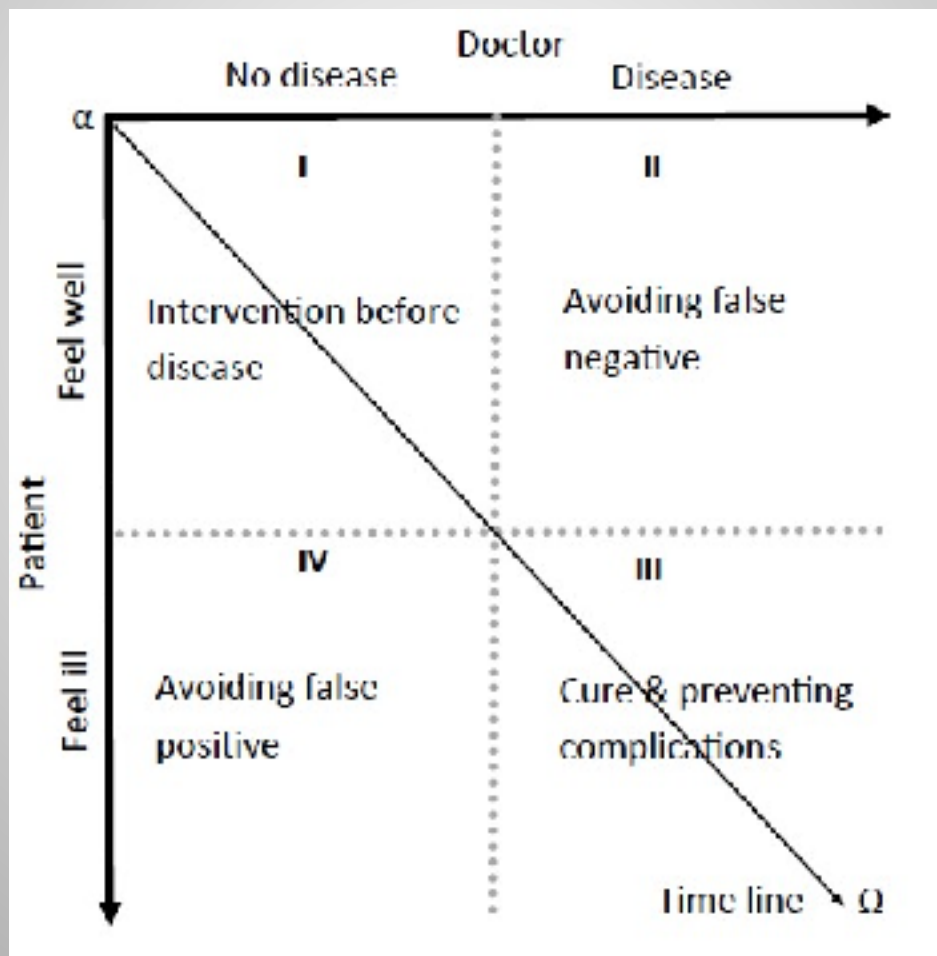 Doctor
No disease
Disease
α
I
II
Feel well
Intervention before
disease
Avoiding false
negative
Patient
IV
III
Feel ill
Avoiding false
positive
Cure & preventing
complications
Time line
Ω